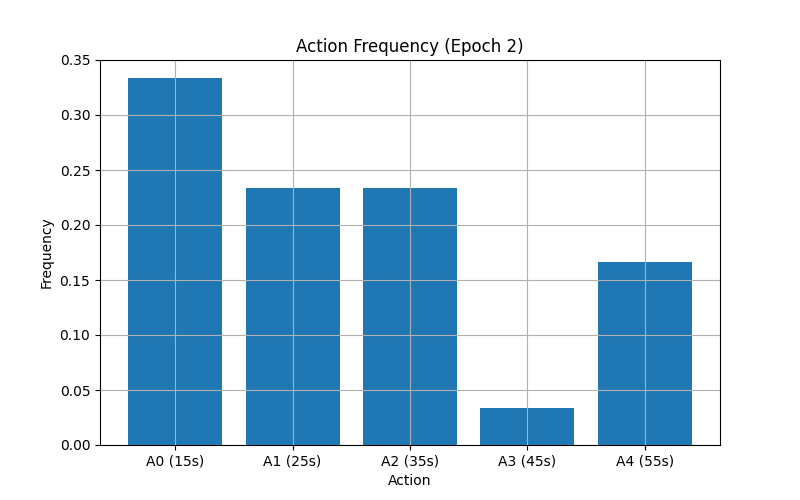 Action Frequency (Epoch 2)
0.35
0.30
0.25
0.20
0.15
0.10
0.05
0.00
Frequency
A0 (15s) A1 (25s) A2 (35s) A3 (45s) A4 (55s)
Action